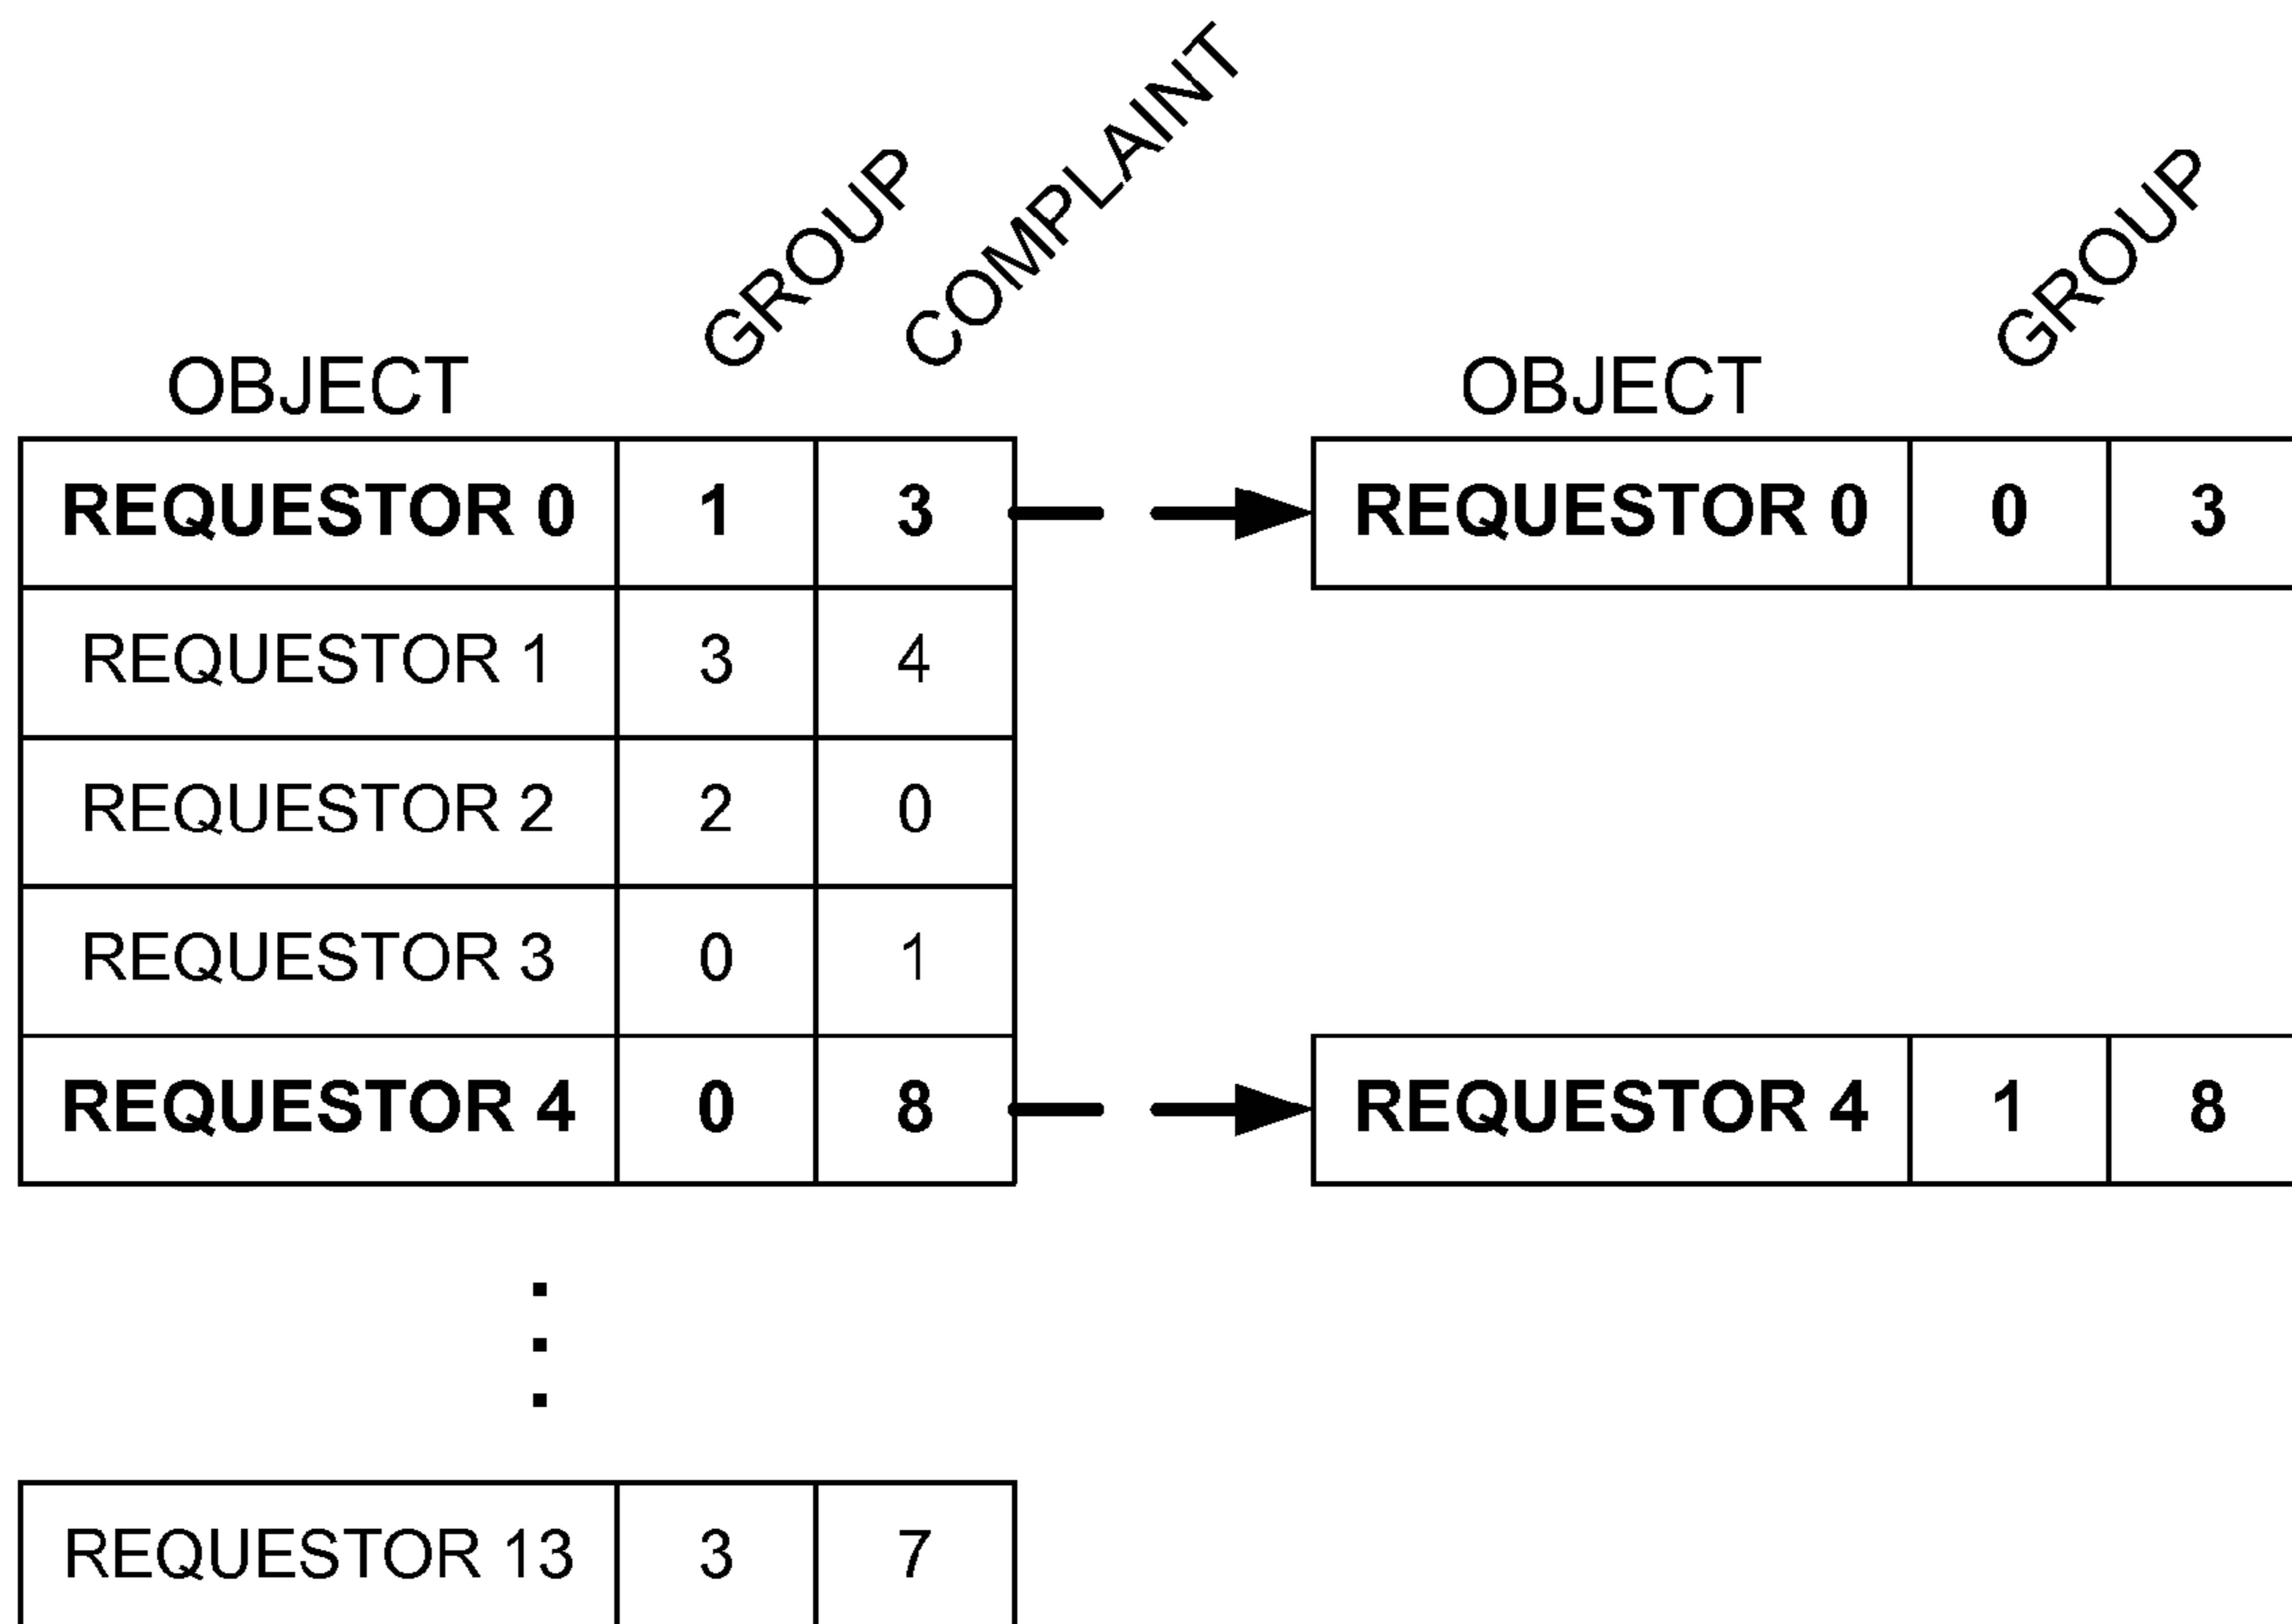 OBJECT GROUP COMPLAINT OBJECT GROUP
REQUESTOR 0 1 3 REQUESTOR 0 0 3
REQUESTOR 1 3 4
REQUESTOR 2 2 0
REQUESTOR 3 0 1
REQUESTOR 4 0 8 REQUESTOR 4 1 8
REQUESTOR 13 3 7